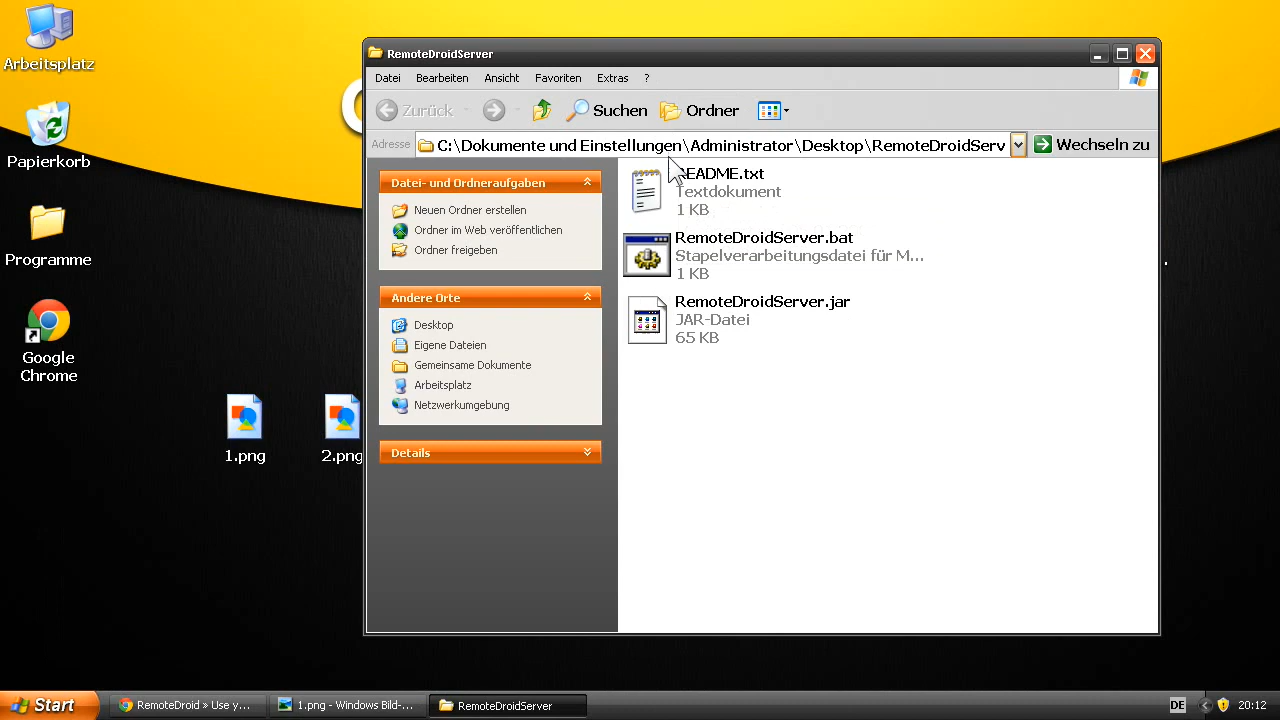 Arbeitsplatz
Papierkorb
Programme
Google
Chrome
1.png
2.png
RemoteDroidServer
Datei Bearbeiten Ansicht Favoriten Extras ?
Zurück Suchen Ordner
Adresse C:\Dokumente und Einstellungen\Administrator\Desktop\RemoteDroidServ Wechseln zu
Datei- und Ordneraufgaben
Neuen Ordner erstellen
Ordner im Web veröffentlichen
Ordner freigeben
Andere Orte
Desktop
Eigene Dateien
Gemeinsame Dokumente
Arbeitsplatz
Netzwerkumgebung
Details
README.txt
Textdokument
1 KB
RemoteDroidServer.bat
Stapelverarbeitungsdatei für M...
1 KB
RemoteDroidServer.jar
JAR-Datei
65 KB
Start RemoteDroid » Use y... 1.png - Windows Bild-... RemoteDroidServer DE 20:12